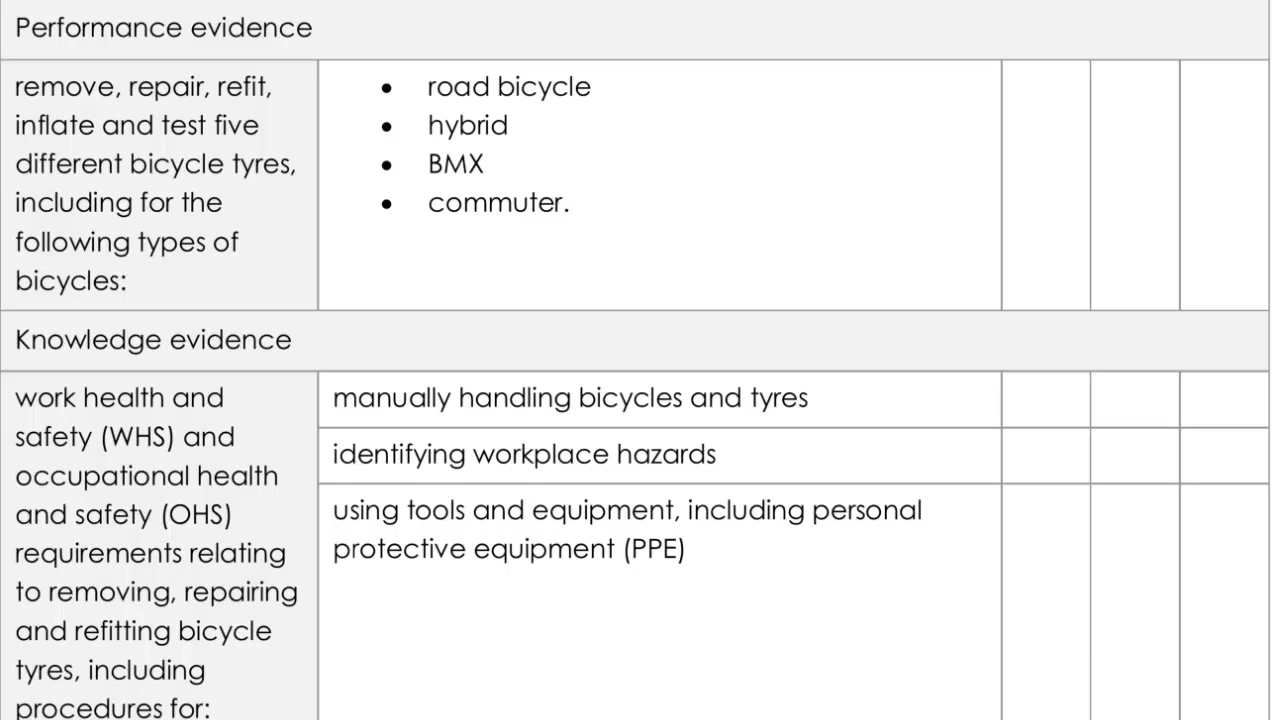 Performance evidence
remove, repair, refit,
inflate and test five
different bicycle tyres,
including for the
following types of
bicycles:
• road bicycle
• hybrid
• BMX
• commuter.
Knowledge evidence
work health and
safety (WHS) and
occupational health
and safety (OHS)
requirements relating
to removing, repairing
and refitting bicycle
tyres, including
procedures for:
manually handling bicycles and tyres
identifying workplace hazards
using tools and equipment, including personal
protective equipment (PPE)